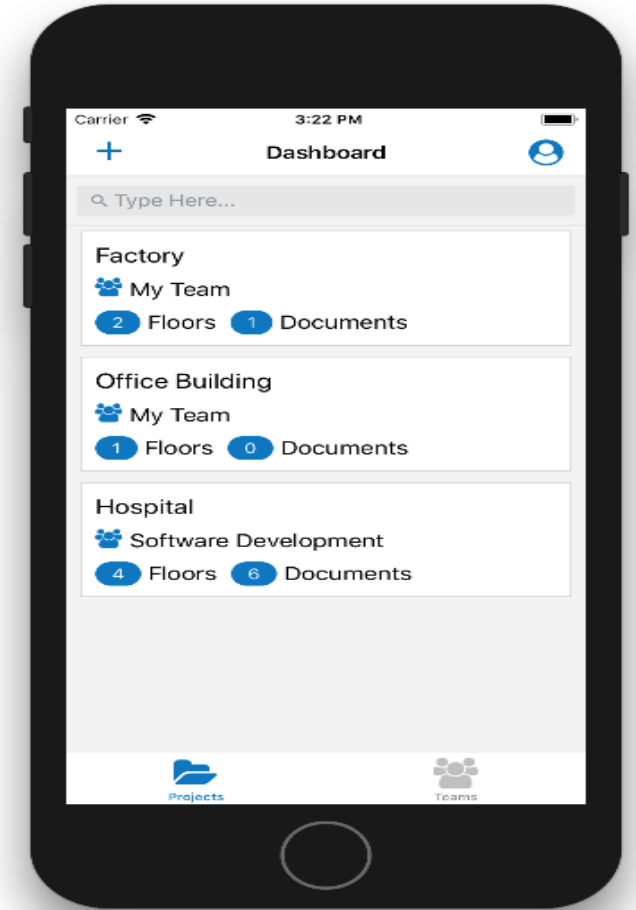 Carrier 3:22 PM
Dashboard
Type Here...
Factory
My Team
2 Floors 1 Documents
Office Building
My Team
1 Floors 0 Documents
Hospital
Software Development
4 Floors 6 Documents
Projects Teams